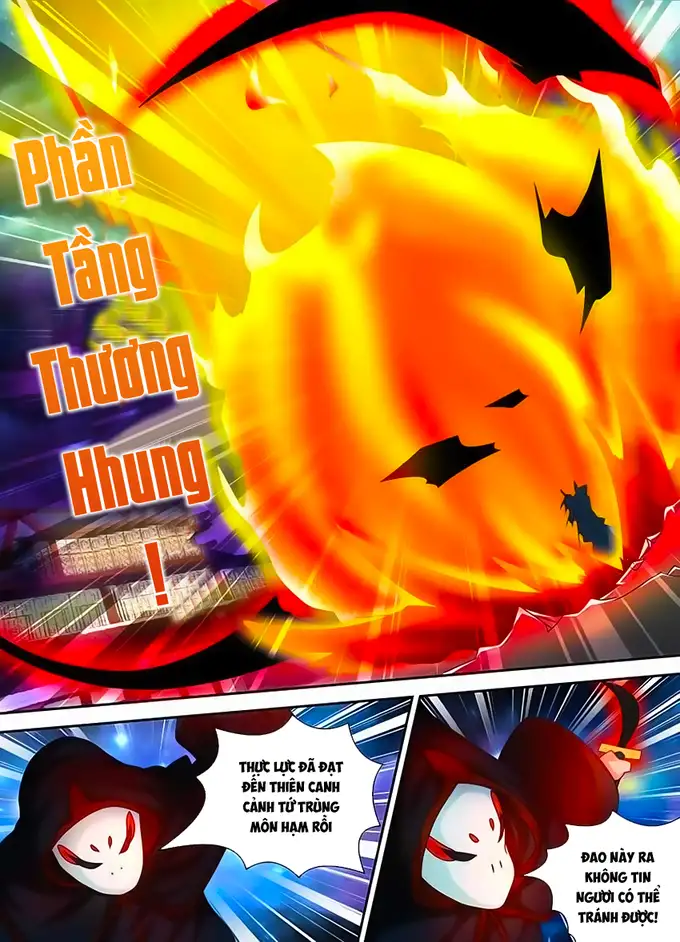 Phần
Tầng
Thương
Hhung
!
THỰC LỰC ĐÃ ĐẠT
ĐẾN THIÊN CANH
CẢNH TỨ TRÙNG
MÔN HẠM RỒI
ĐAO NÀY RA
KHÔNG TIN
NGƯƠI CÓ THỂ
TRÁNH ĐƯỢC!